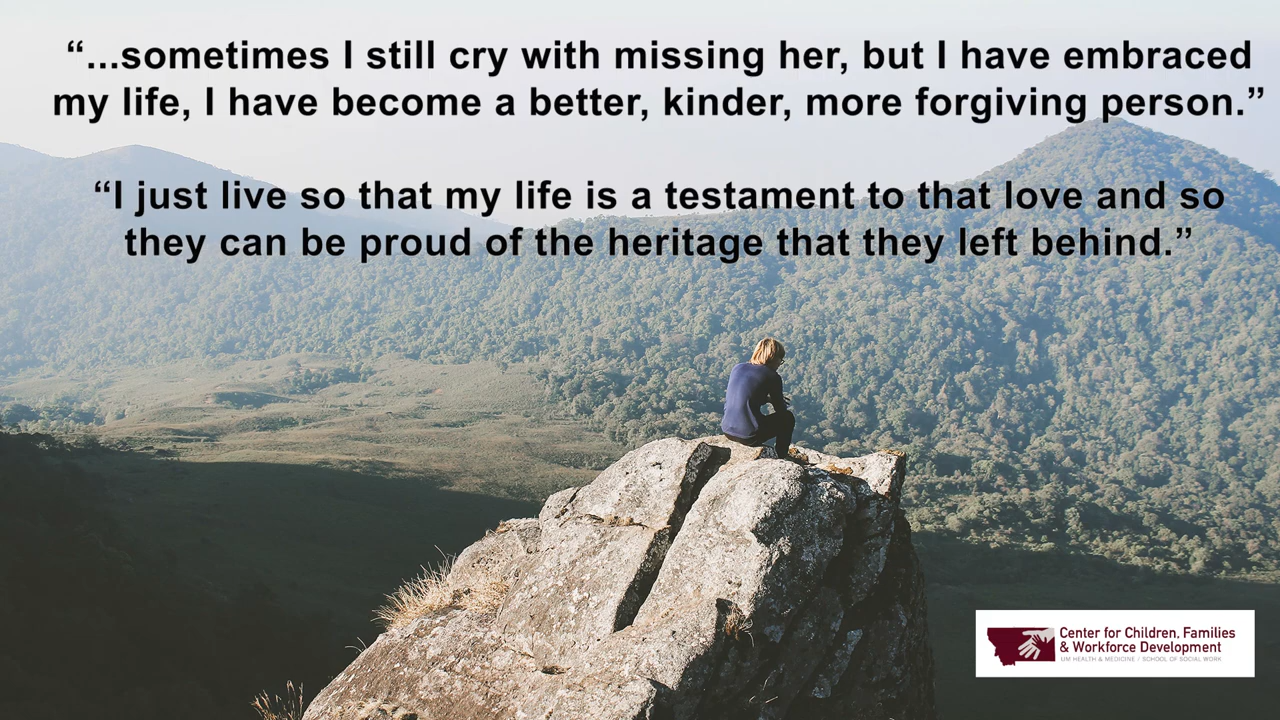 “...sometimes I still cry with missing her, but I have embraced
my life, I have become a better, kinder, more forgiving person.”
“I just live so that my life is a testament to that love and so
they can be proud of the heritage that they left behind.”
Center for Children, Families
& Workforce Development
UM HEALTH & MEDICINE / SCHOOL OF SOCIAL WORK